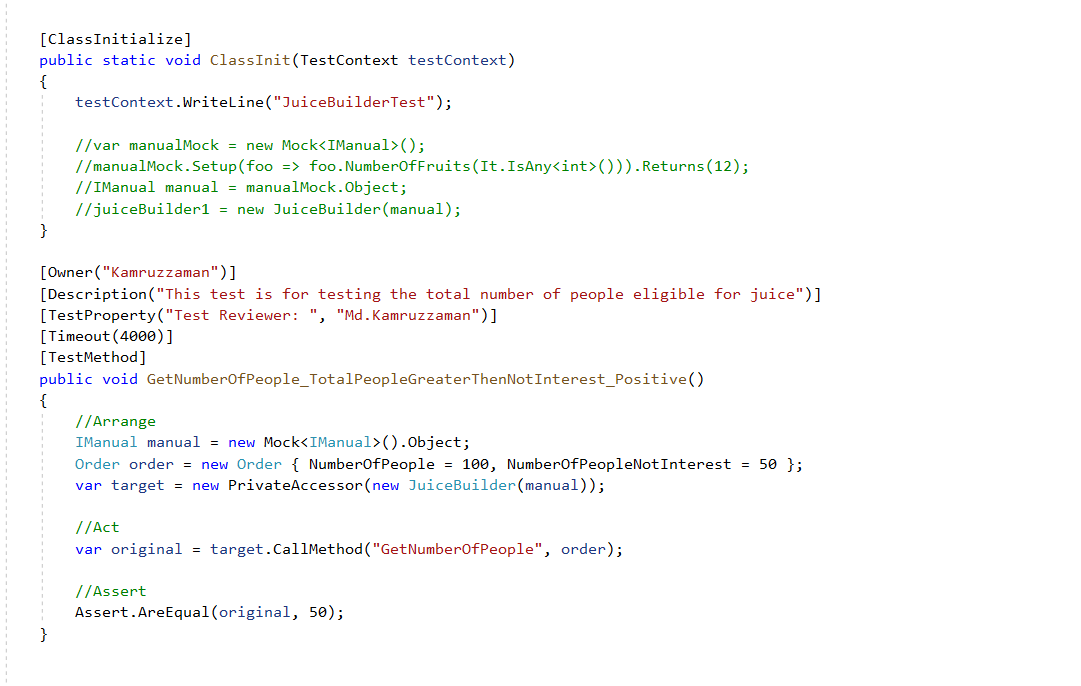 [ClassInitialize]
public static void ClassInit(TestContext testContext)
{
    testContext.WriteLine("JuiceBuilderTest");

    //var manualMock = new Mock<IManual>();
    //manualMock.Setup(foo => foo.NumberOfFruits(It.IsAny<int>())).Returns(12);
    //IManual manual = manualMock.Object;
    //juiceBuilder1 = new JuiceBuilder(manual);
}

[Owner("Kamruzzaman")]
[Description("This test is for testing the total number of people eligible for juice")]
[TestProperty("Test Reviewer: ", "Md.Kamruzzaman")]
[Timeout(4000)]
[TestMethod]
public void GetNumberOfPeople_TotalPeopleGreaterThenNotInterest_Positive()
{
    //Arrange
    IManual manual = new Mock<IManual>().Object;
    Order order = new Order { NumberOfPeople = 100, NumberOfPeopleNotInterest = 50 };
    var target = new PrivateAccessor(new JuiceBuilder(manual));

    //Act
    var original = target.CallMethod("GetNumberOfPeople", order);

    //Assert
    Assert.AreEqual(original, 50);
}